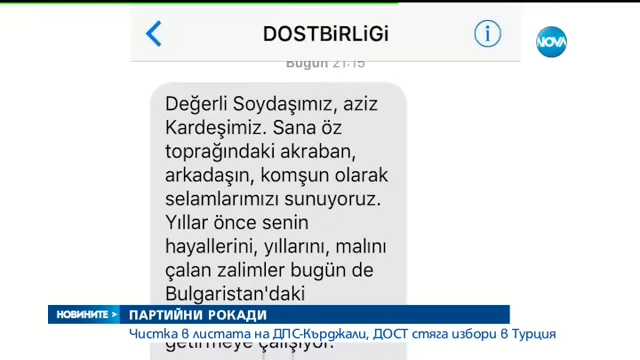 DOSTBiRLiGi
NOVA
Bugün 21:15
Değerli Soydaşımız, aziz
Kardeşimiz. Sana öz
toprağındaki akraban,
arkadaşın, komşun olarak
selamlarımızı sunuyoruz.
Yıllar önce senin
hayallerini, yıllarını, malını
çalan zalimler bugün de
Bulgaristan'daki
НОВИНИТЕ
ПАРТИЙНИ РОКАДИ
Чистка в листата на ДПС-Кърджали, ДОСТ стяга избори в Турция
getirmeye çalışıyor.